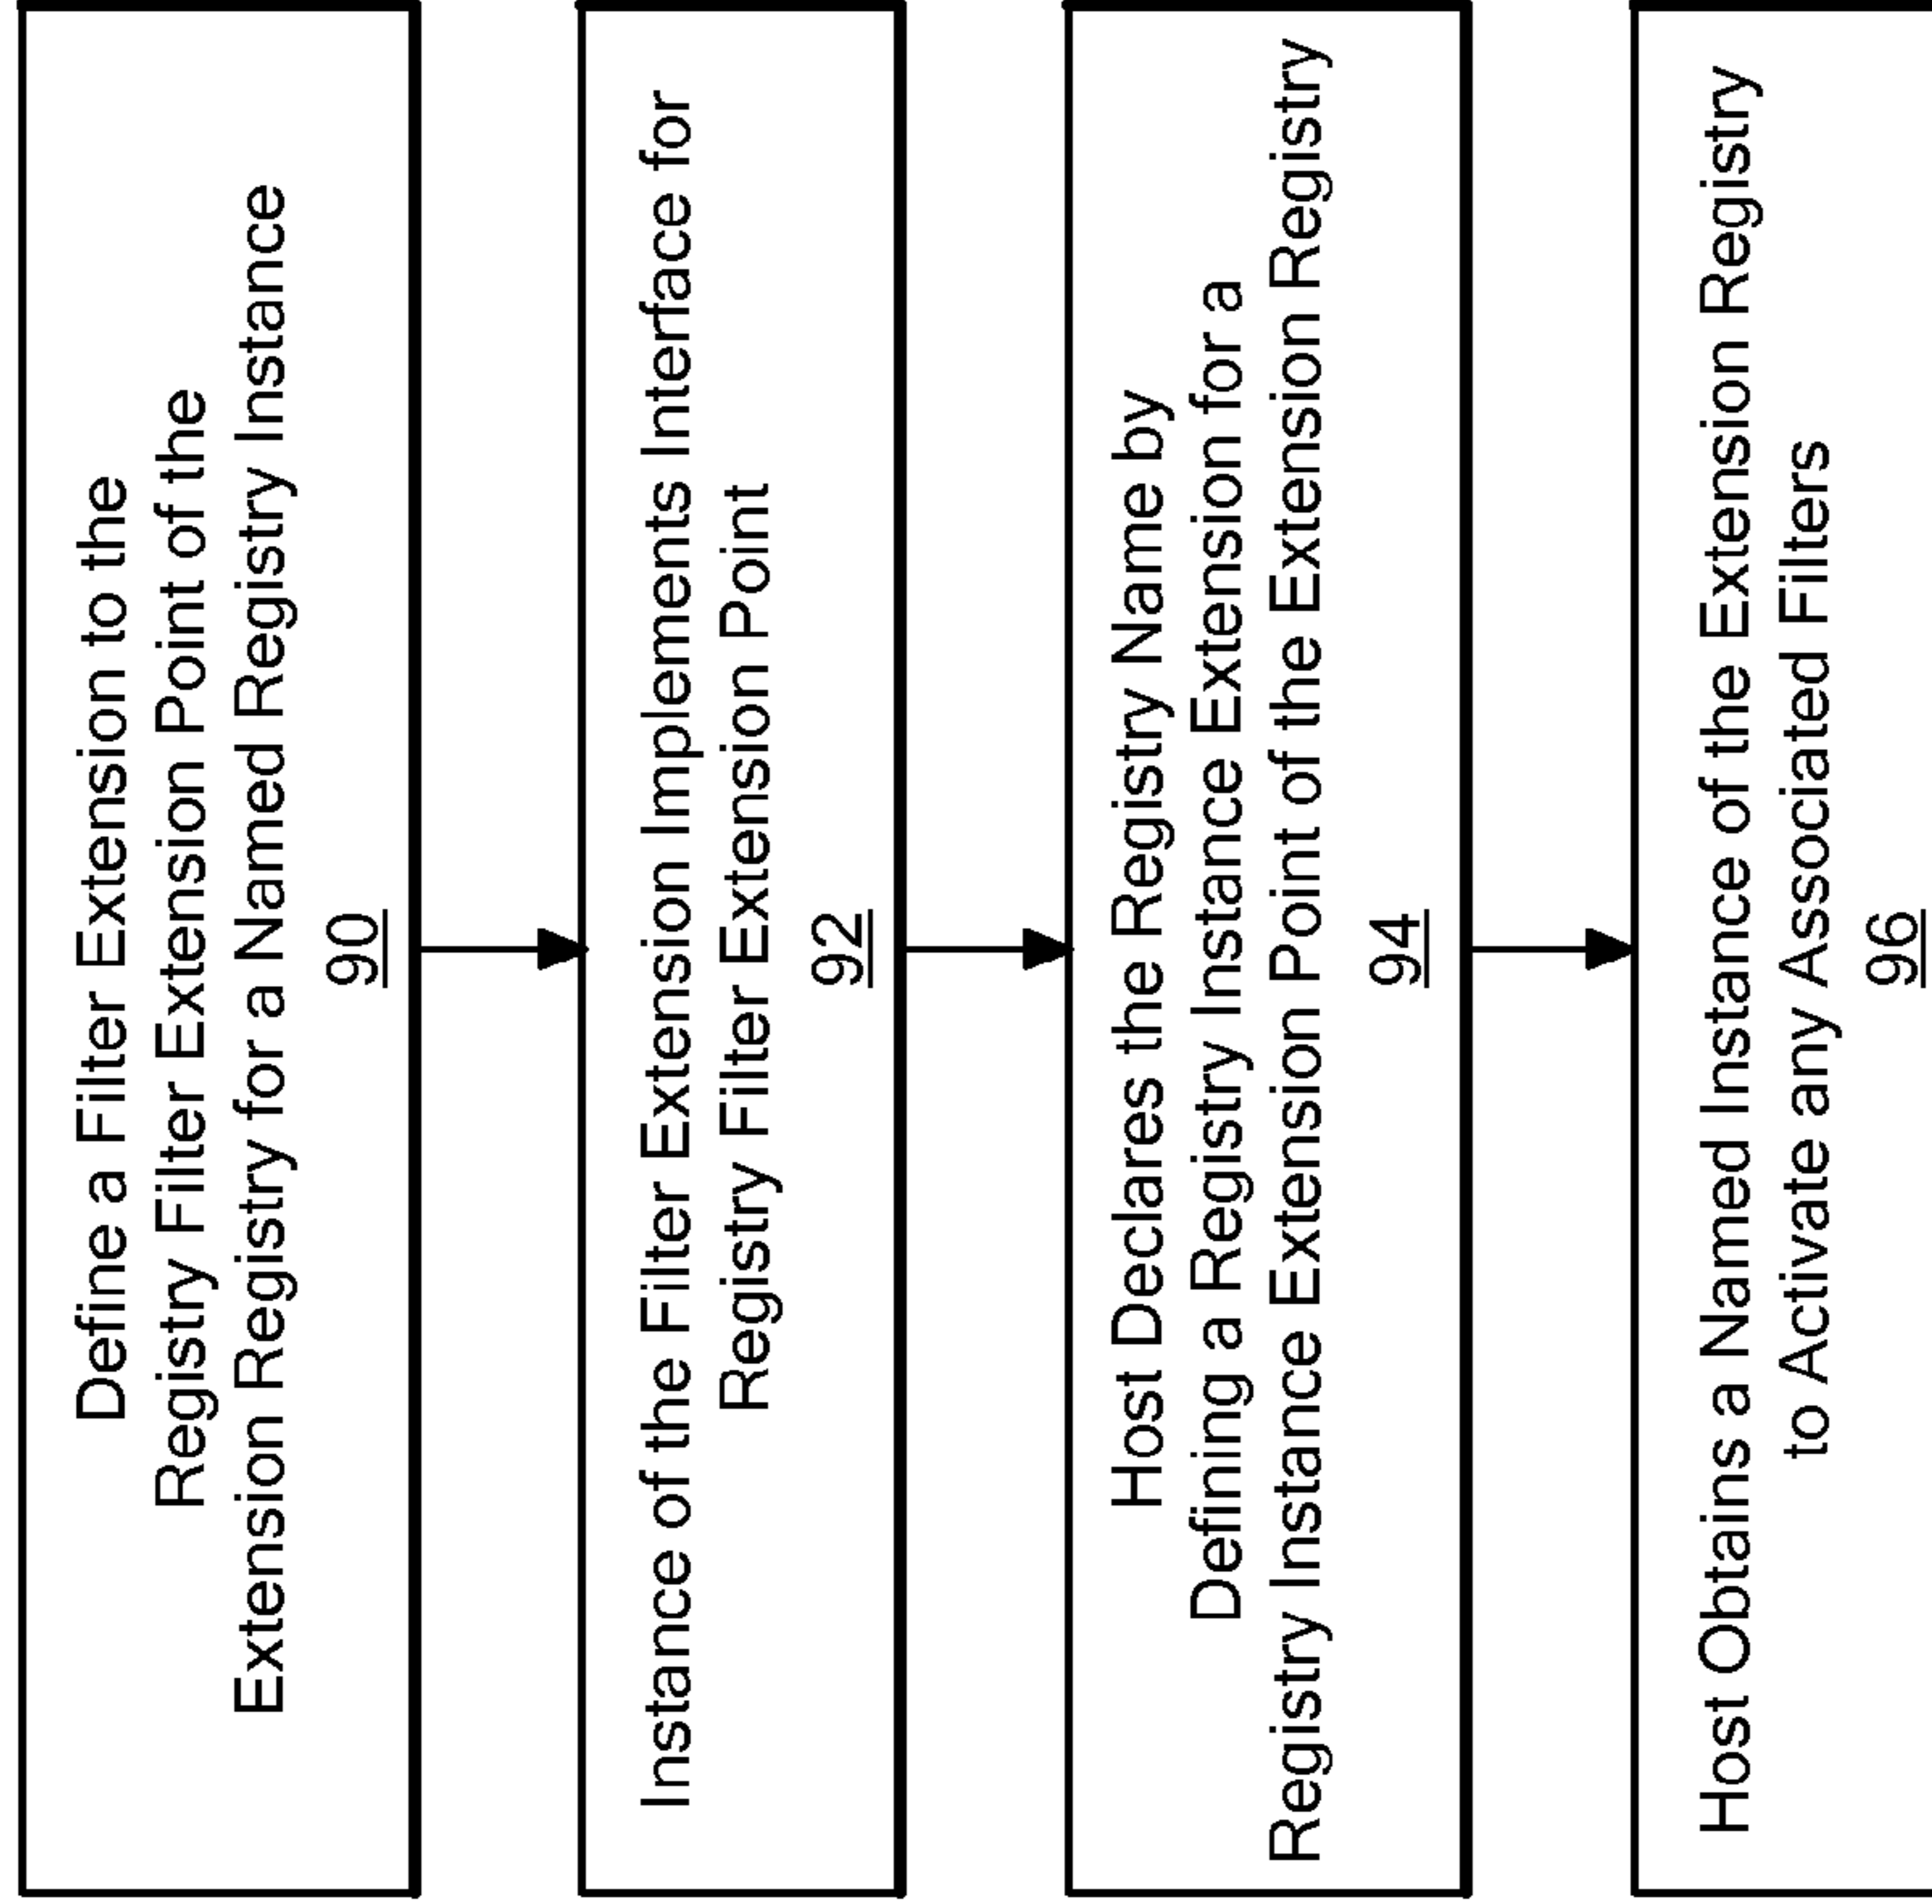 Define a Filter Extension to the
Registry Filter Extension Point of the
Extension Registry for a Named Registry Instance
90
Instance of the Filter Extension Implements Interface for
Registry Filter Extension Point
92
Host Declares the Registry Name by
Defining a Registry Instance Extension for a
Registry Instance Extension Point of the Extension Registry
94
Host Obtains a Named Instance of the Extension Registry
to Activate any Associated Filters
96